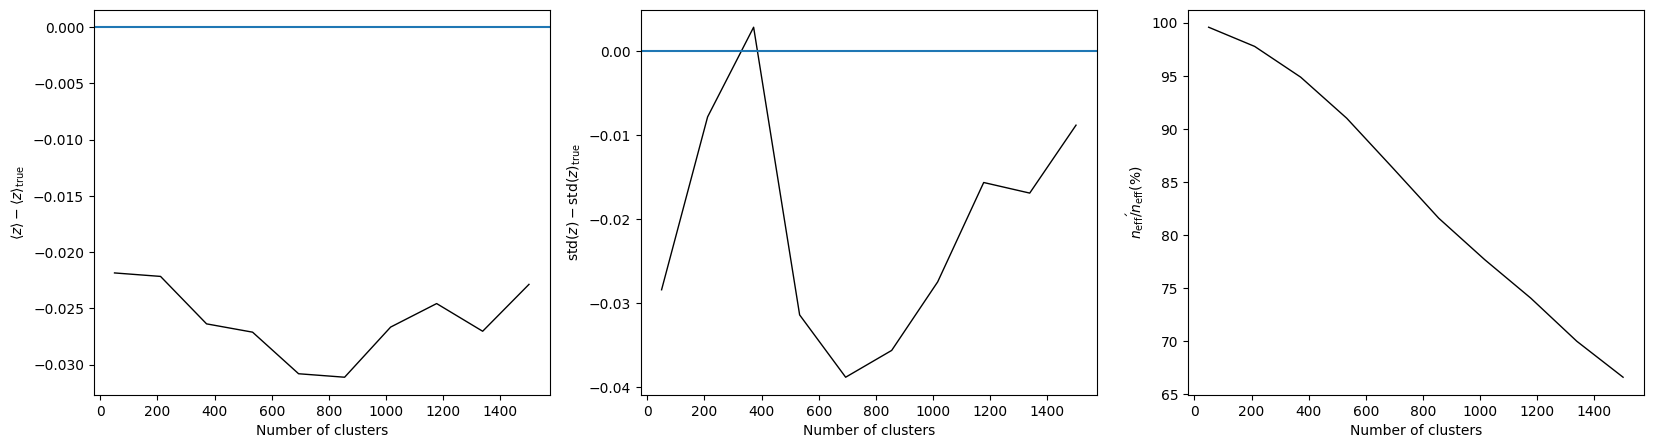 0.000
−0.005
−0.010
−0.015
−0.020
−0.025
−0.030
⟨z⟩ − ⟨z⟩true
0 200 400 600 800 1000 1200 1400
Number of clusters
0.00
−0.01
−0.02
−0.03
−0.04
std(z) − std(z)true
0 200 400 600 800 1000 1200 1400
Number of clusters
100
95
90
85
80
75
70
65
n′eff/neff(%)
0 200 400 600 800 1000 1200 1400
Number of clusters